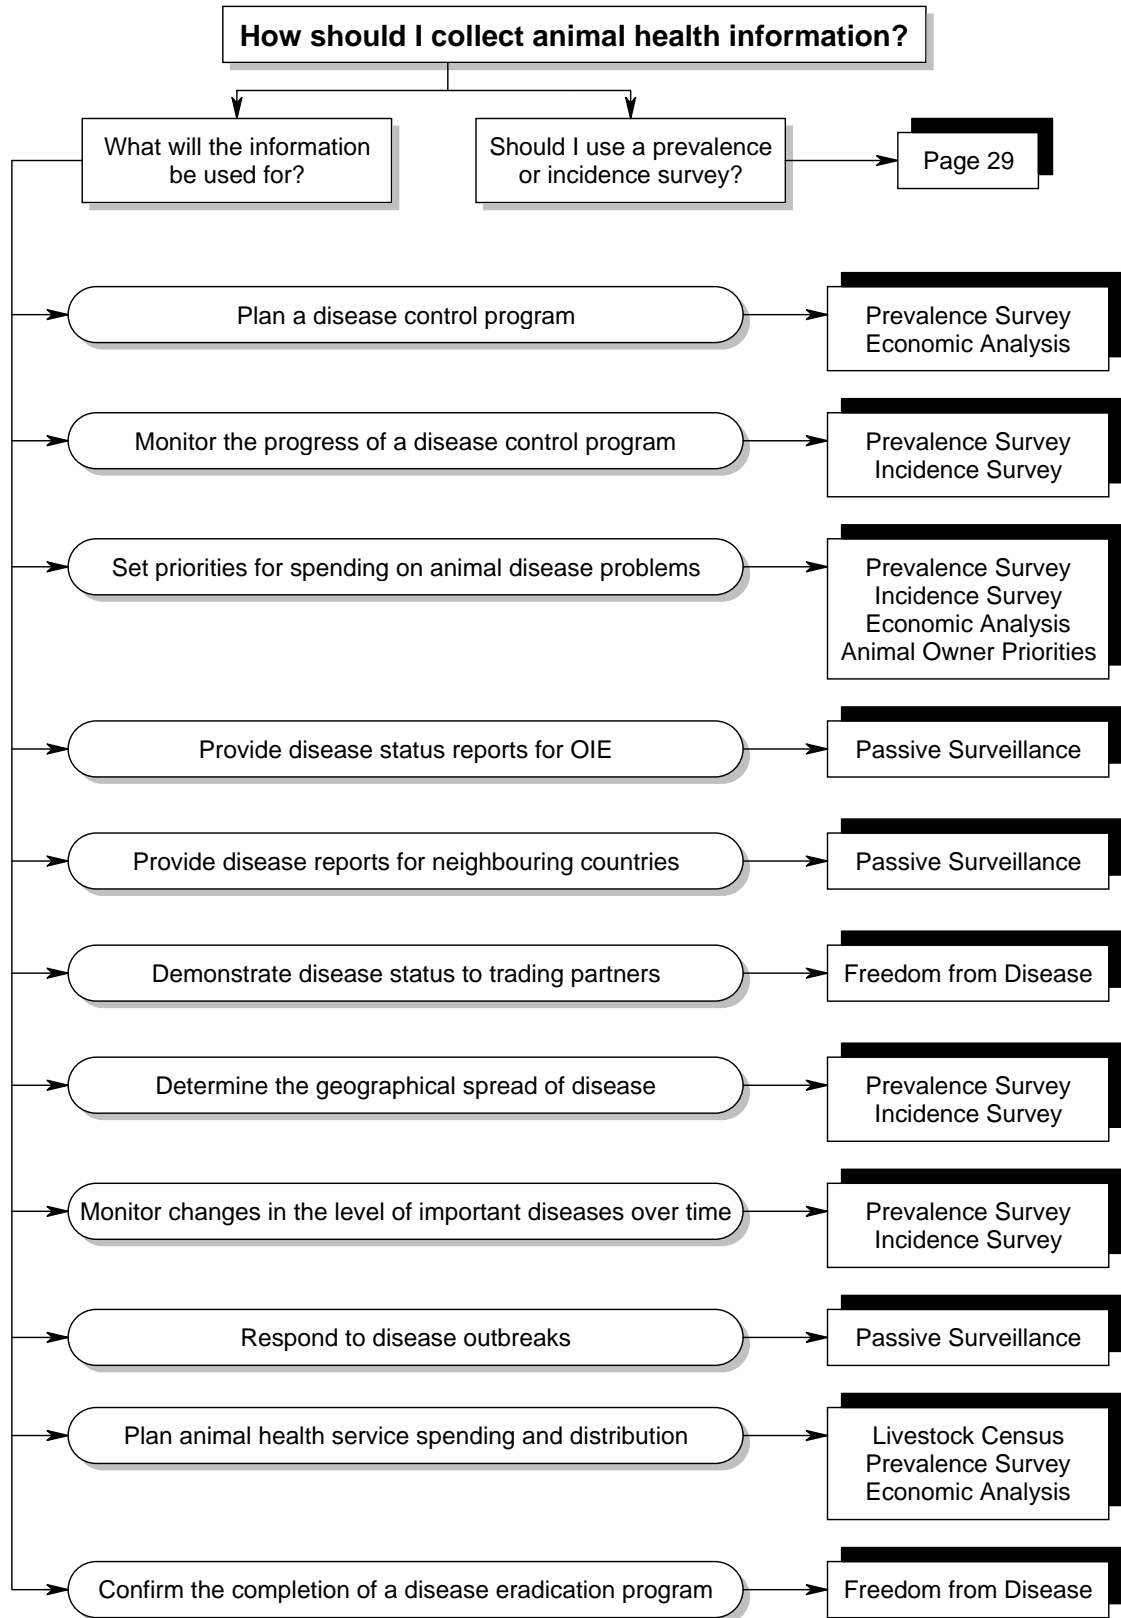 How should I collect animal health information?
What will the information
be used for?
Should I use a prevalence
or incidence survey?
Page 29
Plan a disease control program
Prevalence Survey
Economic Analysis
Monitor the progress of a disease control program
Prevalence Survey
Incidence Survey
Set priorities for spending on animal disease problems
Prevalence Survey
Incidence Survey
Economic Analysis
Animal Owner Priorities
Provide disease status reports for OIE
Passive Surveillance
Provide disease reports for neighbouring countries
Passive Surveillance
Demonstrate disease status to trading partners
Freedom from Disease
Determine the geographical spread of disease
Prevalence Survey
Incidence Survey
Monitor changes in the level of important diseases over time
Prevalence Survey
Incidence Survey
Respond to disease outbreaks
Passive Surveillance
Plan animal health service spending and distribution
Livestock Census
Prevalence Survey
Economic Analysis
Confirm the completion of a disease eradication program
Freedom from Disease